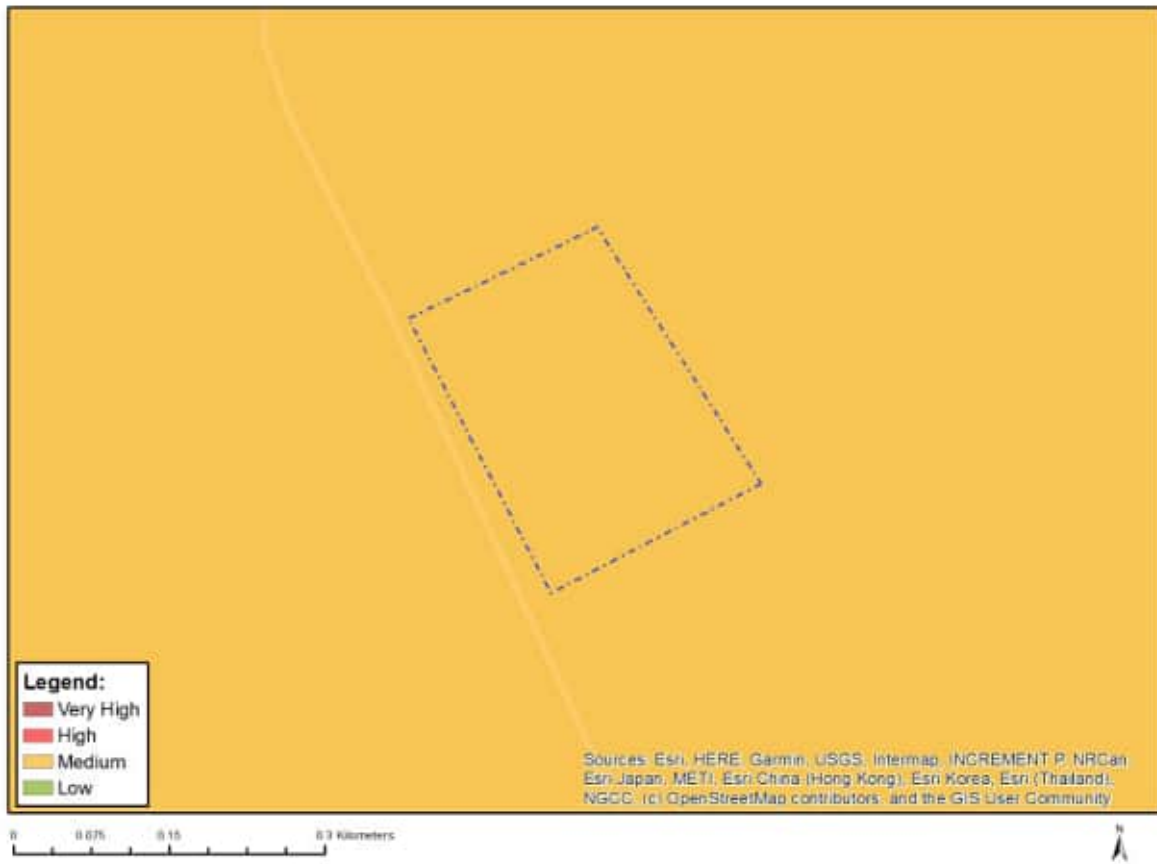 Legend:
Very High
High
Medium
Low
Sources: Esri, HERE, Garmin, USGS, Intermap, INCREMENT P, NRCan,
Esri Japan, METI, Esri China (Hong Kong), Esri Korea, Esri (Thailand),
NGCC, (c) OpenStreetMap contributors, and the GIS User Community
0 0.075 0.15 0.3 Kilometers
N